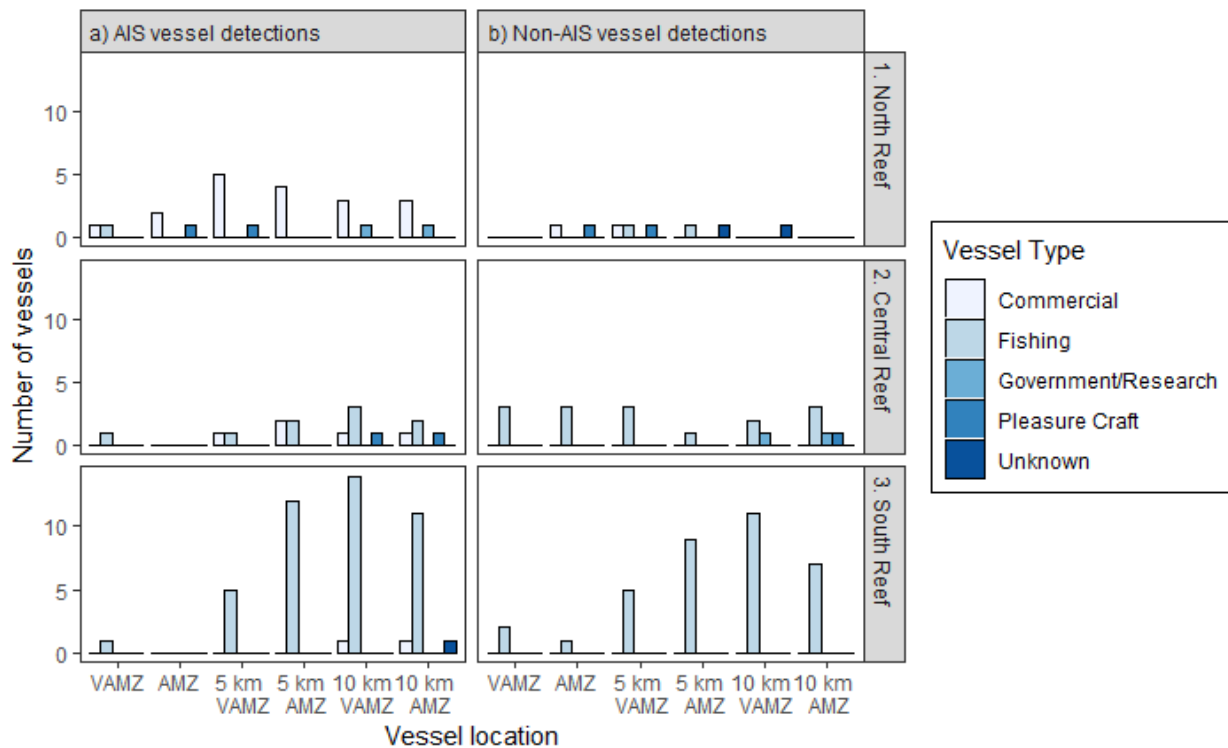 a) AIS vessel detections
b) Non-AIS vessel detections
10
5
0
1. North Reef
10
5
0
2. Central Reef
10
5
0
3. South Reef
Number of vessels
VAMZ
AMZ
5 km
VAMZ
5 km
AMZ
10 km
VAMZ
10 km
AMZ
VAMZ
AMZ
5 km
VAMZ
5 km
AMZ
10 km
VAMZ
10 km
AMZ
Vessel location
Vessel Type
Commercial
Fishing
Government/Research
Pleasure Craft
Unknown